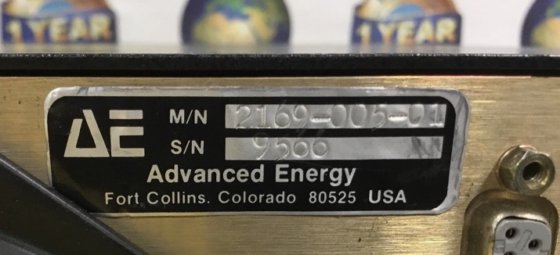 1 YEAR
1 YEAR
AE
M/N 2169-005-01
S/N 9566
Advanced Energy
Fort Collins. Colorado 80525 USA